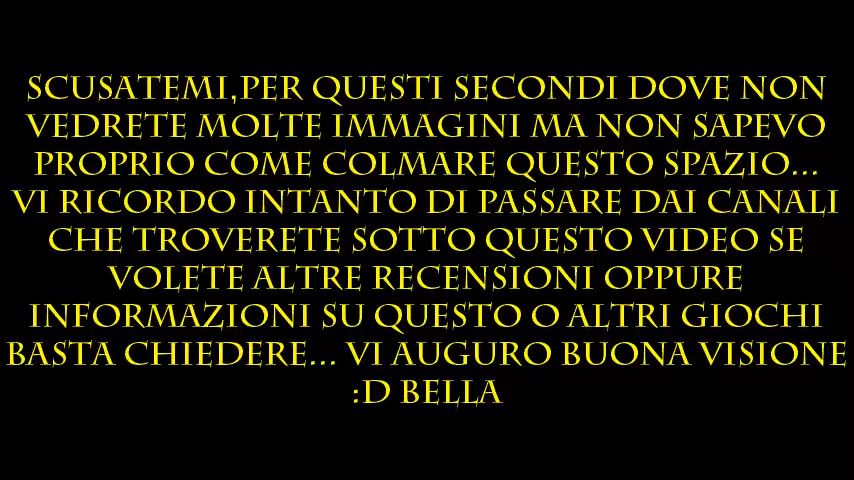 SCUSATEMI,PER QUESTI SECONDI DOVE NON
VEDRETE MOLTE IMMAGINI MA NON SAPEVO
PROPRIO COME COLMARE QUESTO SPAZIO...
VI RICORDO INTANTO DI PASSARE DAI CANALI
CHE TROVERETE SOTTO QUESTO VIDEO SE
VOLETE ALTRE RECENSIONI OPPURE
INFORMAZIONI SU QUESTO O ALTRI GIOCHI
BASTA CHIEDERE... VI AUGURO BUONA VISIONE
:D BELLA